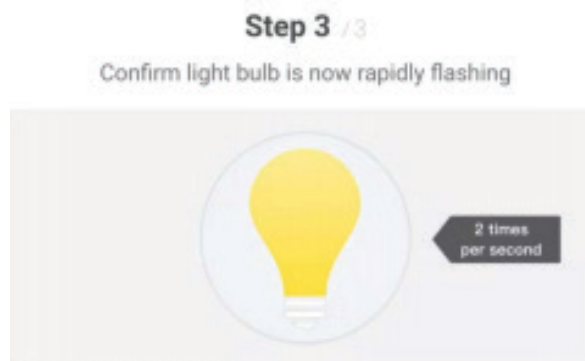 Step 3 /3
Confirm light bulb is now rapidly flashing
2 times
per second